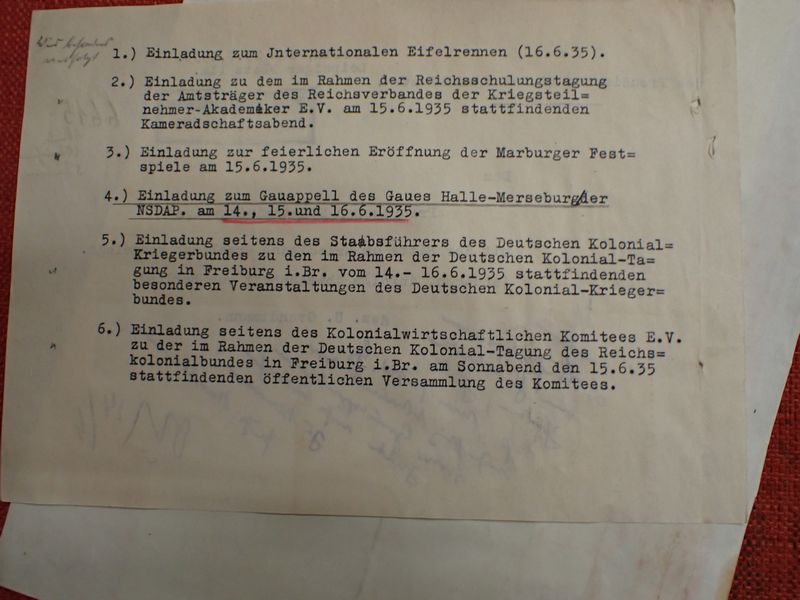 1.) Einladung zum Jnternationalen Eifelrennen (16.6.35).
2.) Einladung zu dem im Rahmen der Reichsschulungstagung
der Amtsträger des Reichsverbandes der Kriegsteil=
nehmer-Akademiker E.V. am 15.6.1935 stattfindenden
Kameradschaftsabend.
3.) Einladung zur feierlichen Eröffnung der Marburger Fest=
spiele am 15.6.1935.
4.) Einladung zum Gauappell des Gaues Halle-Merseburg der
NSDAP. am 14., 15.und 16.6.1935.
5.) Einladung seitens des Stabsführers des Deutschen Kolonial=
Kriegerbundes zu den im Rahmen der Deutschen Kolonial-Ta=
gung in Freiburg i.Br. vom 14.- 16.6.1935 stattfindenden
besonderen Veranstaltungen des Deutschen Kolonial-Krieger=
bundes.
6.) Einladung seitens des Kolonialwirtschaftlichen Komitees E.V.
zu der im Rahmen der Deutschen Kolonial-Tagung des Reichs=
kolonialbundes in Freiburg i.Br. am Sonnabend den 15.6.35
stattfindenden öffentlichen Versammlung des Komitees.